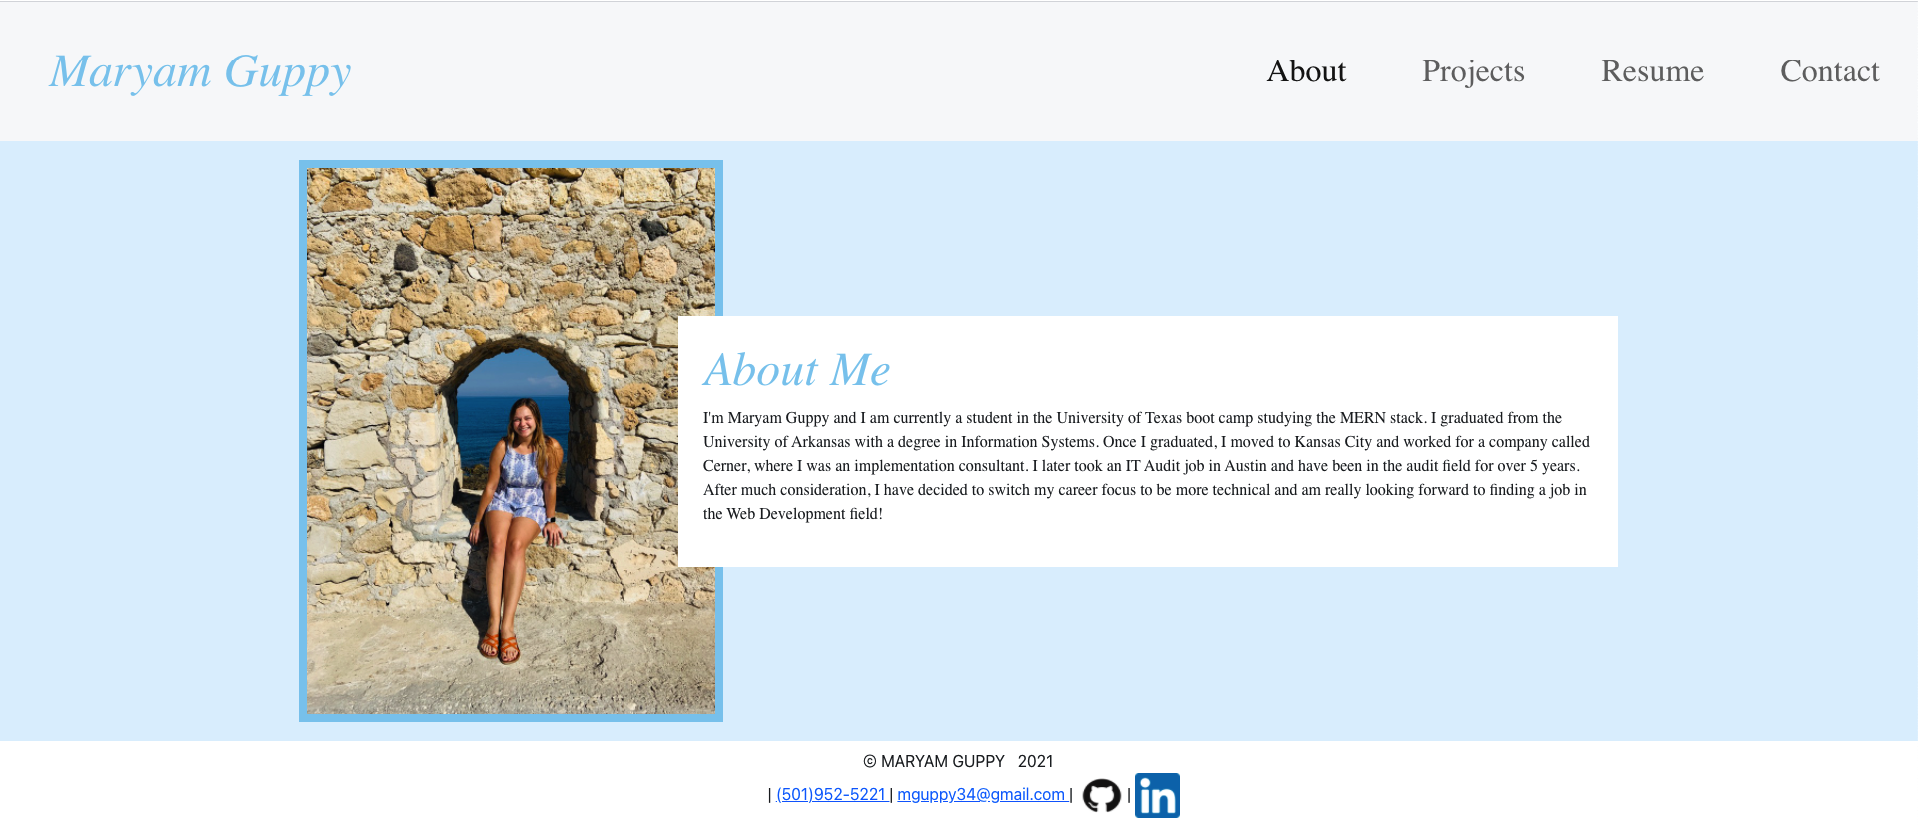 Maryam Guppy
About Projects Resume Contact
About Me
I'm Maryam Guppy and I am currently a student in the University of Texas boot camp studying the MERN stack. I graduated from the
University of Arkansas with a degree in Information Systems. Once I graduated, I moved to Kansas City and worked for a company called
Cerner, where I was an implementation consultant. I later took an IT Audit job in Austin and have been in the audit field for over 5 years.
After much consideration, I have decided to switch my career focus to be more technical and am really looking forward to finding a job in
the Web Development field!
© MARYAM GUPPY 2021
| (501)952-5221 | mguppy34@gmail.com | | in